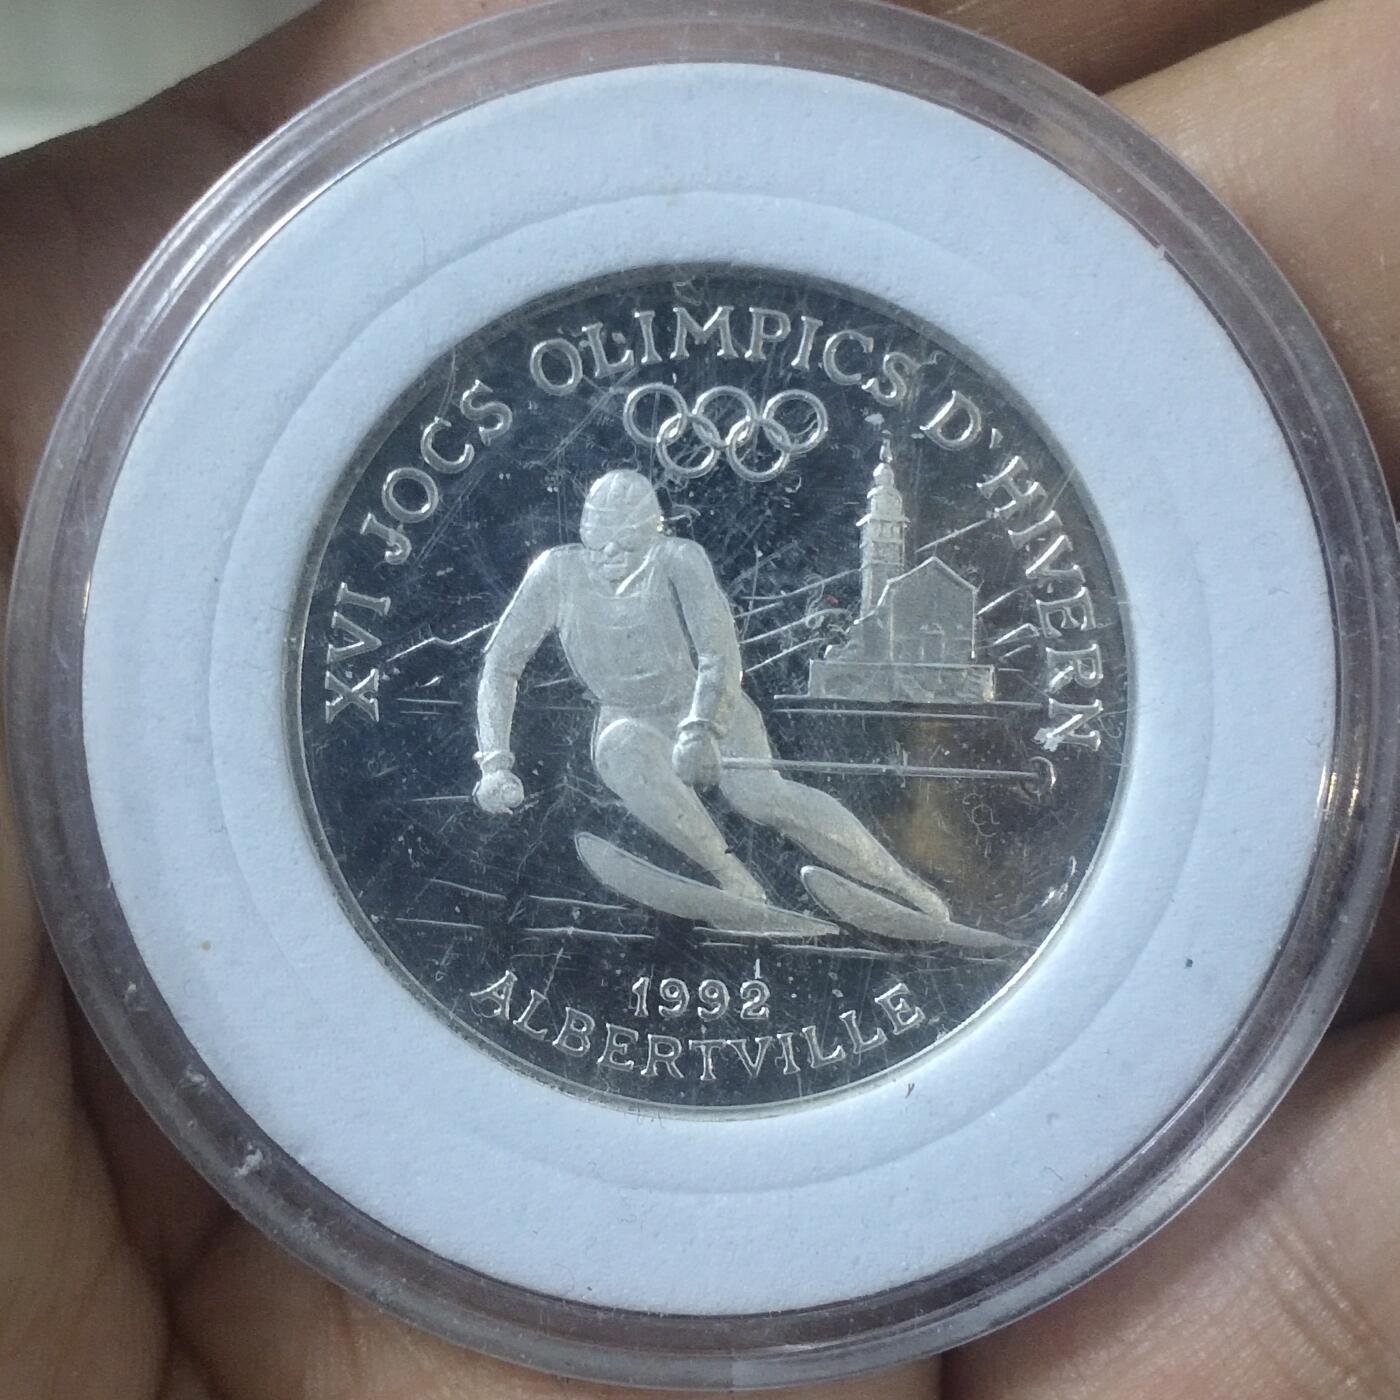 XVI JOCS OLIMPICS D'HIVERN
1992
ALBERTVILLE